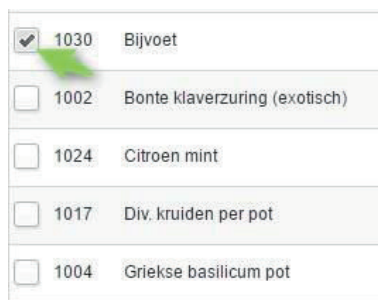 1030 Bijvoet
1002 Bonte klaverzuring (exotisch)
1024 Citroen mint
1017 Div. kruiden per pot
1004 Griekse basilicum pot